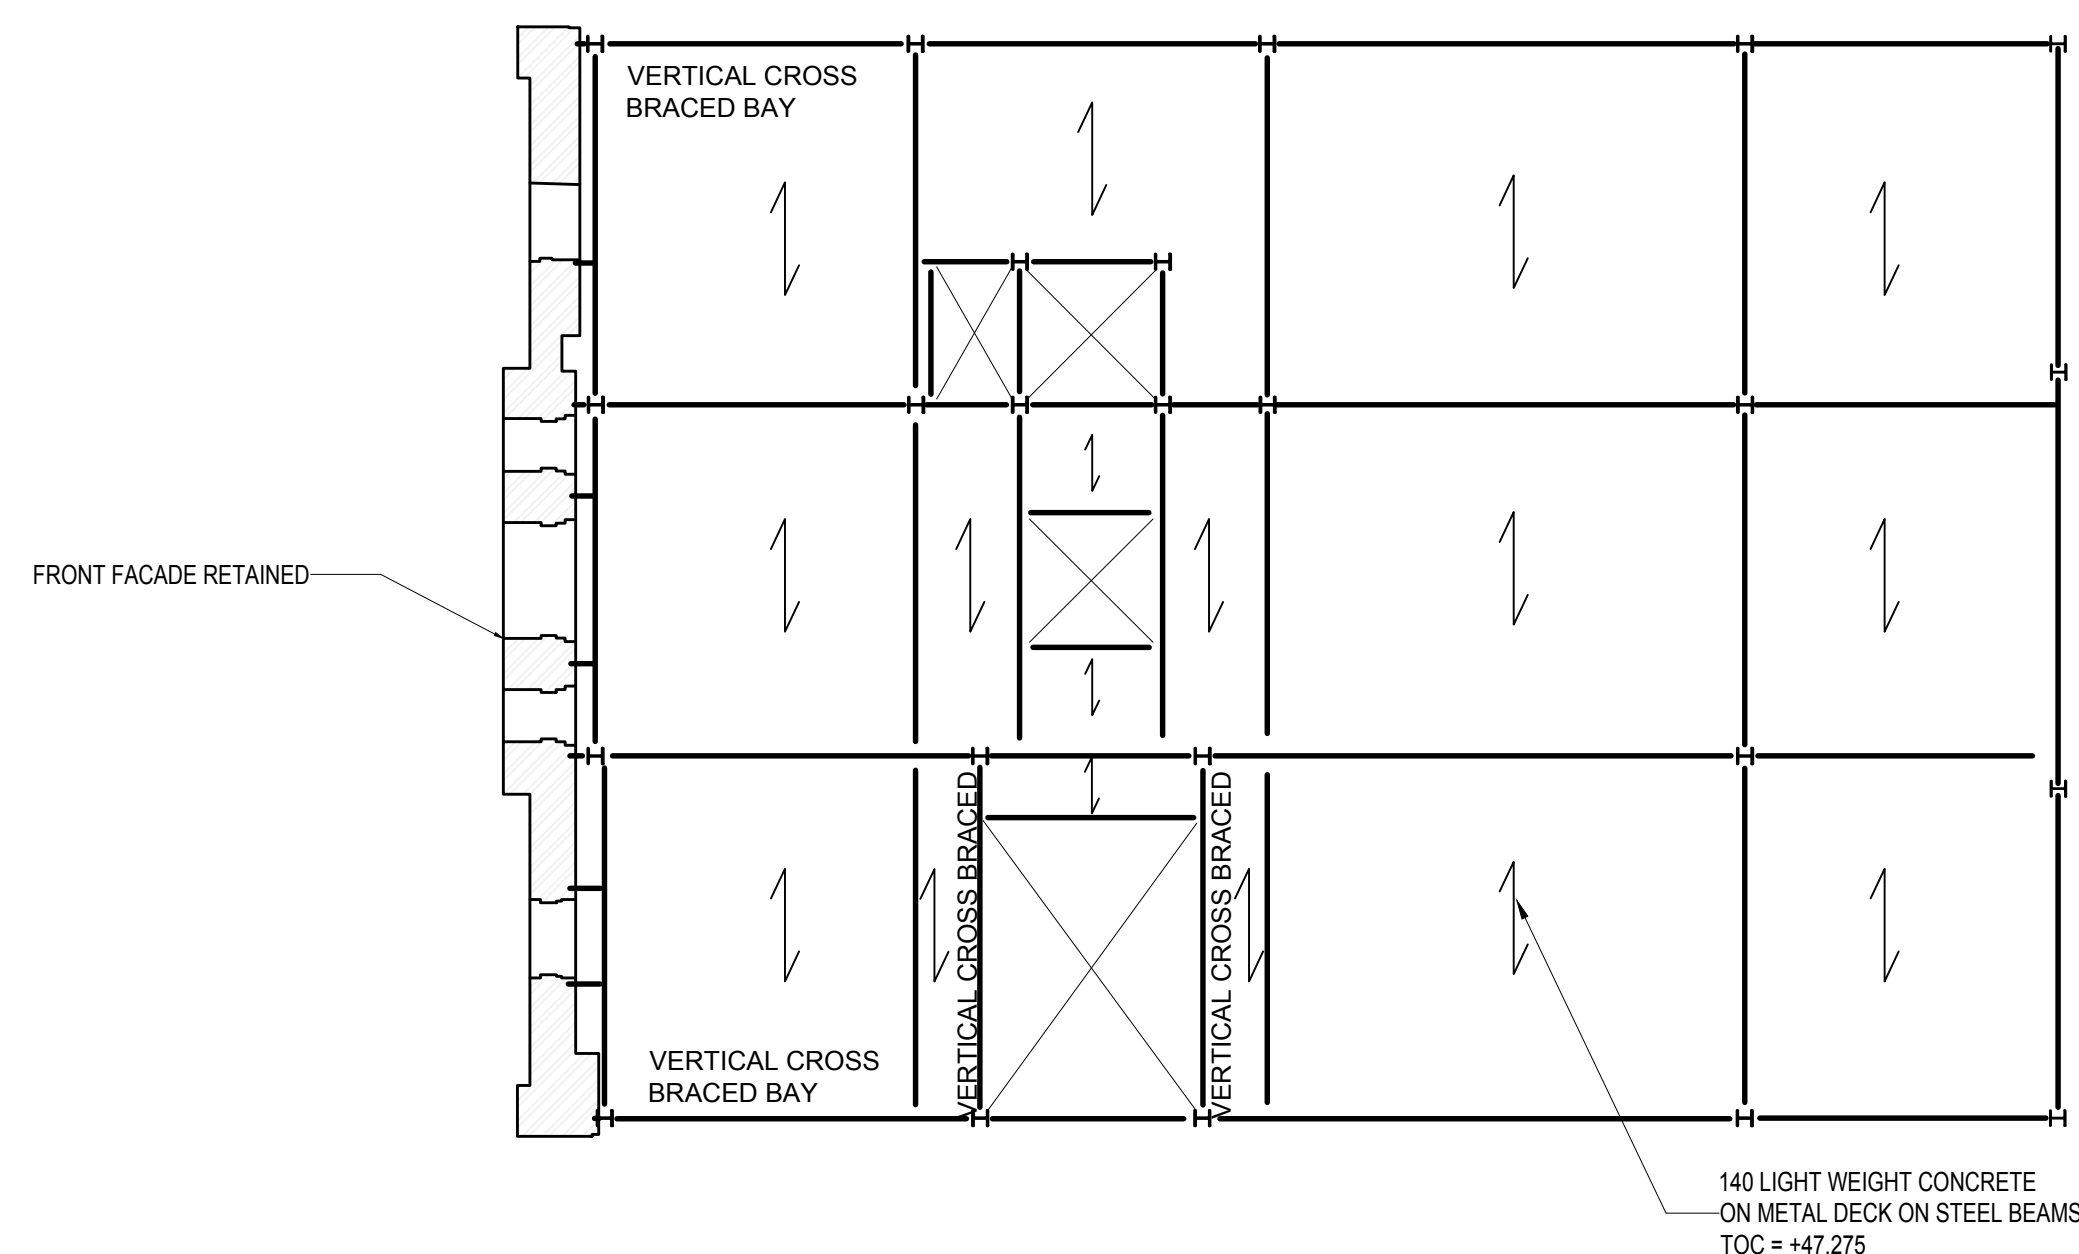 VERTICAL CROSS
BRACED BAY
FRONT FACADE RETAINED
VERTICAL CROSS BRACED
VERTICAL CROSS BRACED
VERTICAL CROSS
BRACED BAY
140 LIGHT WEIGHT CONCRETE
ON METAL DECK ON STEEL BEAMS
TOC = +47.275